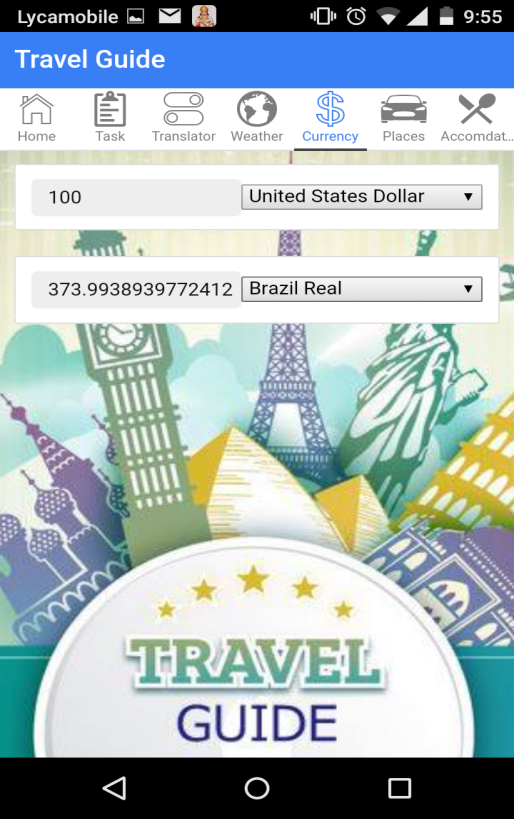 Lycamobile 9:55
Travel Guide
Home Task Translator Weather Currency Places Accomdat...
100 United States Dollar
373.9938939772412 Brazil Real
TRAVEL
GUIDE